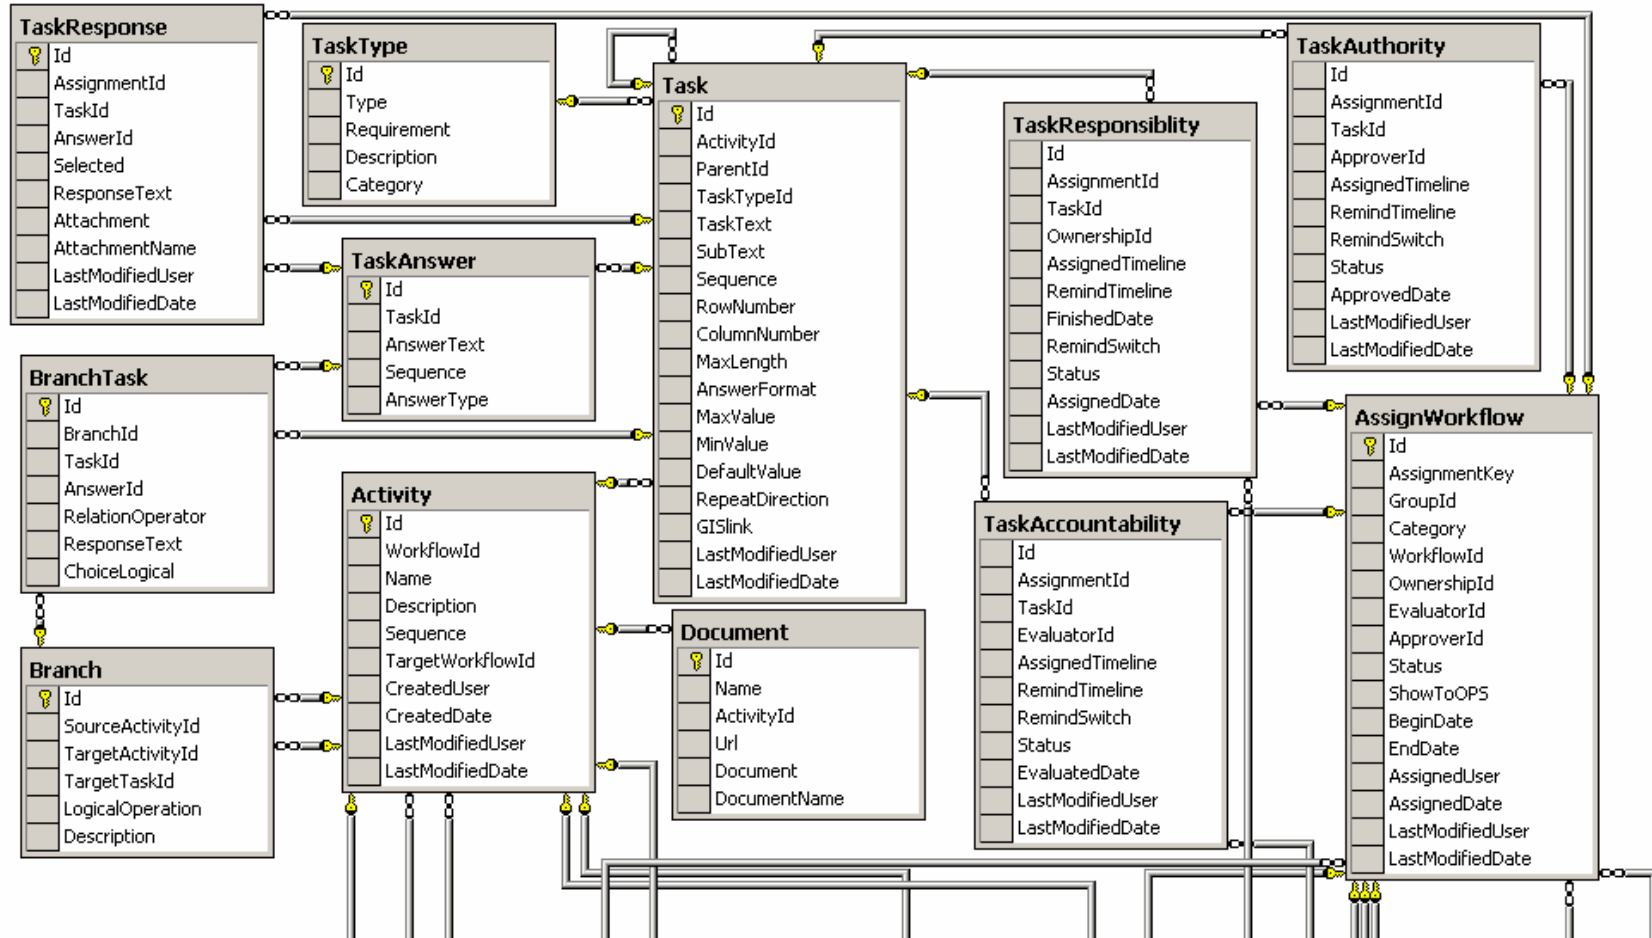 TaskResponse
Id
AssignmentId
TaskId
AnswerId
Selected
ResponseText
Attachment
AttachmentName
LastModifiedUser
LastModifiedDate
TaskType
Id
Type
Requirement
Description
Category
Task
Id
ActivityId
ParentId
TaskTypeId
TaskText
SubText
Sequence
RowNumber
ColumnNumber
MaxLength
AnswerFormat
MaxValue
MinValue
DefaultValue
RepeatDirection
GISlink
LastModifiedUser
LastModifiedDate
TaskResponsiblity
Id
AssignmentId
TaskId
OwnershipId
AssignedTimeline
RemindTimeline
FinishedDate
RemindSwitch
Status
AssignedDate
LastModifiedUser
LastModifiedDate
TaskAuthority
Id
AssignmentId
TaskId
ApproverId
AssignedTimeline
RemindTimeline
RemindSwitch
Status
ApprovedDate
LastModifiedUser
LastModifiedDate
TaskAnswer
Id
TaskId
AnswerText
Sequence
AnswerType
BranchTask
Id
BranchId
TaskId
AnswerId
RelationOperator
ResponseText
ChoiceLogical
Activity
Id
WorkflowId
Name
Description
Sequence
TargetWorkflowId
CreatedUser
CreatedDate
LastModifiedUser
LastModifiedDate
AssignWorkflow
Id
AssignmentKey
GroupId
Category
WorkflowId
OwnershipId
EvaluatorId
ApproverId
Status
ShowToOPS
BeginDate
EndDate
AssignedUser
AssignedDate
LastModifiedUser
LastModifiedDate
TaskAccountability
Id
AssignmentId
TaskId
EvaluatorId
AssignedTimeline
RemindTimeline
RemindSwitch
Status
EvaluatedDate
LastModifiedUser
LastModifiedDate
Document
Id
Name
ActivityId
Url
Document
DocumentName
Branch
Id
SourceActivityId
TargetActivityId
TargetTaskId
LogicalOperation
Description